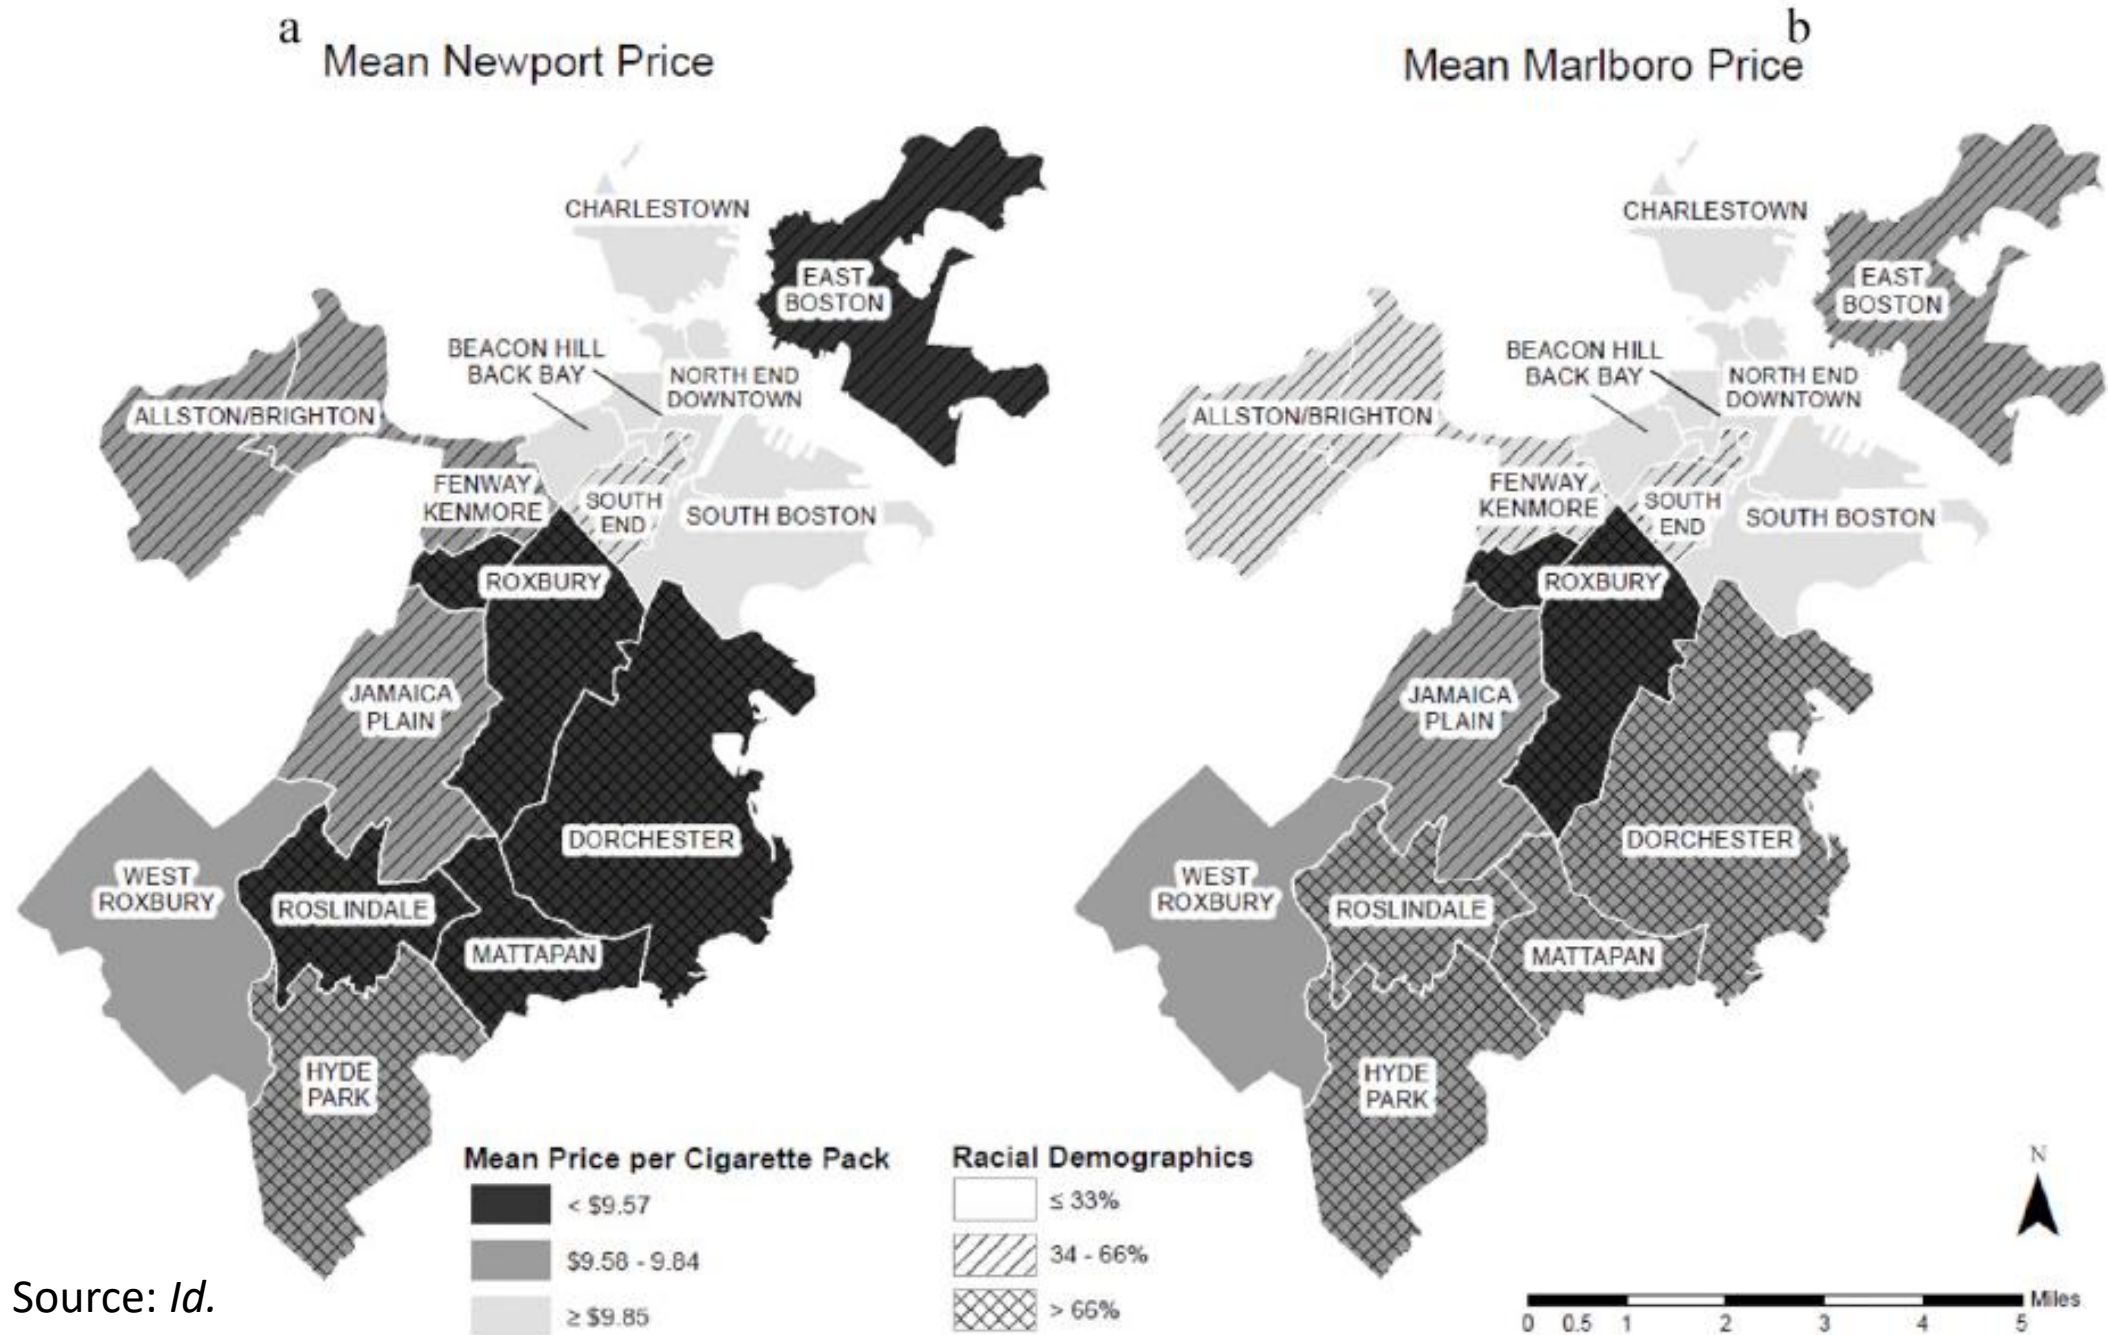 a
Mean Newport Price
CHARLESTOWN
EAST
BOSTON
BEACON HILL
BACK BAY
NORTH END
DOWNTOWN
ALLSTON/BRIGHTON
FENWAY
KENMORE
SOUTH
END
SOUTH BOSTON
ROXBURY
JAMAICA
PLAIN
DORCHESTER
WEST
ROXBURY
ROSLINDALE
MATTAPAN
HYDE
PARK
b
Mean Marlboro Price
CHARLESTOWN
EAST
BOSTON
BEACON HILL
BACK BAY
NORTH END
DOWNTOWN
ALLSTON/BRIGHTON
FENWAY
KENMORE
SOUTH
END
SOUTH BOSTON
ROXBURY
JAMAICA
PLAIN
DORCHESTER
WEST
ROXBURY
ROSLINDALE
MATTAPAN
HYDE
PARK
Mean Price per Cigarette Pack
< $9.57
$9.58 - 9.84
≥ $9.85
Racial Demographics
≤ 33%
34 - 66%
> 66%
N
Miles
0 0.5 1 2 3 4 5
Source: Id.